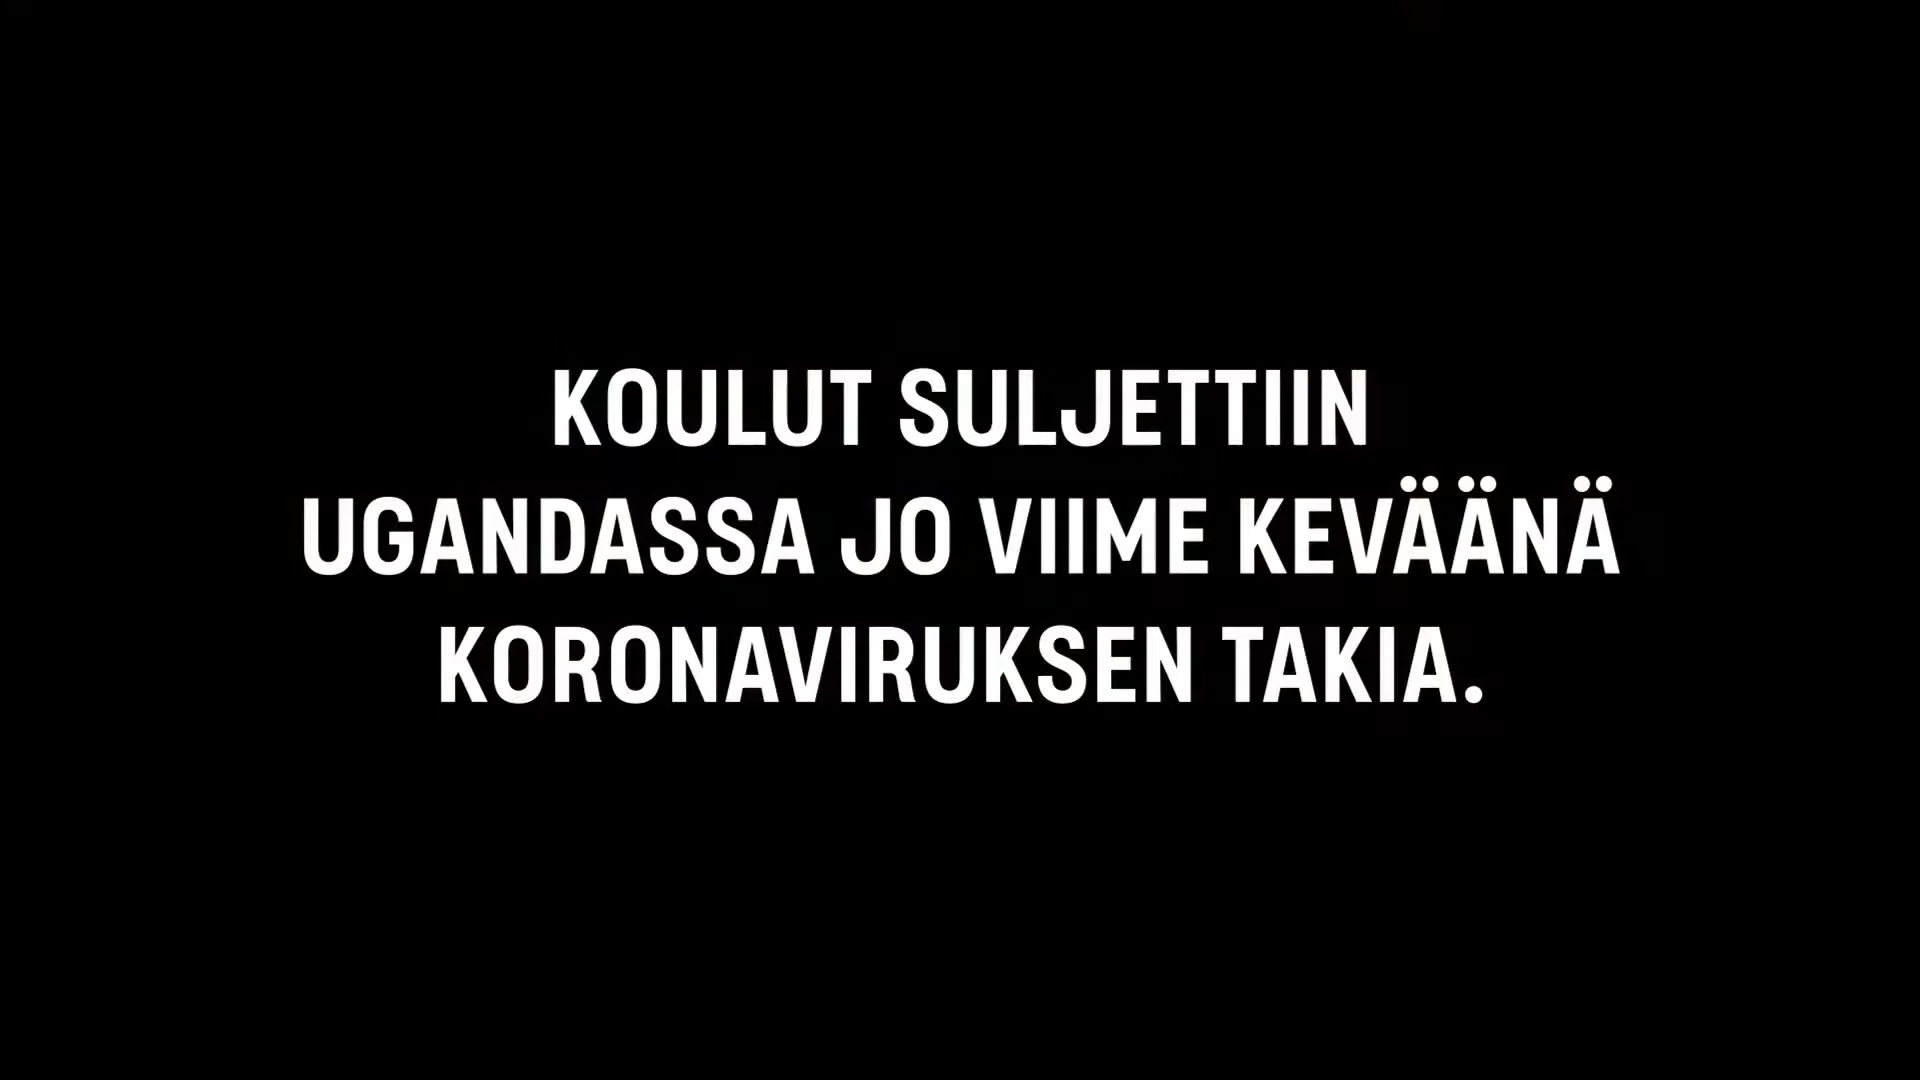 KOULUT SULJETTIIN
UGANDASSA JO VIIME KEVÄÄNÄ
KORONAVIRUKSEN TAKIA.